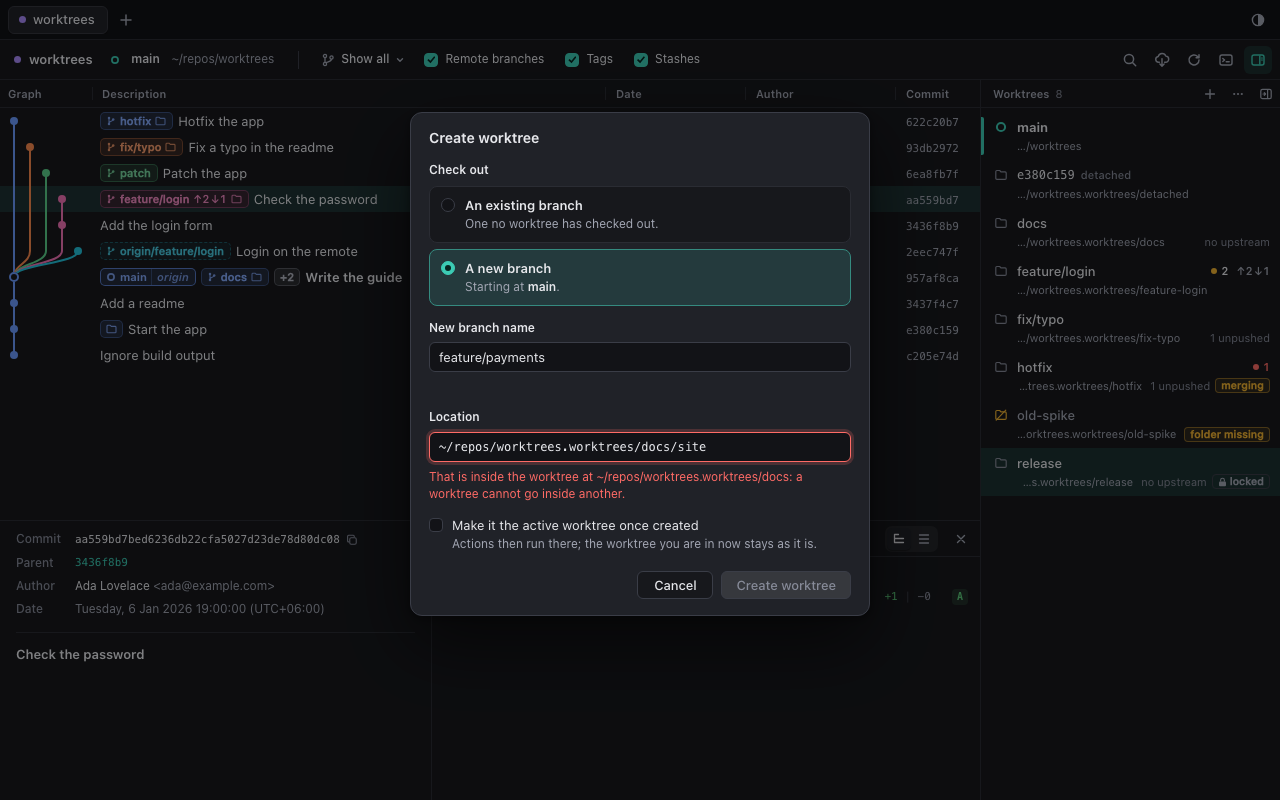 worktrees
worktrees main ~/repos/worktrees Show all Remote branches Tags Stashes
Graph Description Date Author Commit
hotfix Hotfix the app 622c20b7
fix/typo Fix a typo in the readme 93db2972
patch Patch the app 6ea8fb7f
feature/login ↑2↓1 Check the password aa559bd7
Add the login form 3436f8b9
origin/feature/login Login on the remote 2eec747f
main origin docs +2 Write the guide 957af8ca
Add a readme 3437f4c7
Start the app e380c159
Ignore build output c205e74d
Create worktree
Check out
An existing branch
One no worktree has checked out.
A new branch
Starting at main.
New branch name
feature/payments
Location
~/repos/worktrees.worktrees/docs/site
That is inside the worktree at ~/repos/worktrees.worktrees/docs: a
worktree cannot go inside another.
Make it the active worktree once created
Actions then run there; the worktree you are in now stays as it is.
Cancel Create worktree
Worktrees 8
main
.../worktrees
e380c159 detached
.../worktrees.worktrees/detached
docs
.../worktrees.worktrees/docs no upstream
feature/login 2 ↑2↓1
.../worktrees.worktrees/feature-login
fix/typo
.../worktrees.worktrees/fix-typo 1 unpushed
hotfix 1
...trees.worktrees/hotfix 1 unpushed merging
old-spike
...orktrees.worktrees/old-spike folder missing
release
...s.worktrees/release no upstream locked
Commit aa559bd7bed6236db22cfa5027d23de78d80dc08
Parent 3436f8b9
Author Ada Lovelace <ada@example.com>
Date Tuesday, 6 Jan 2026 19:00:00 (UTC+06:00)
Check the password
+1 −0 A